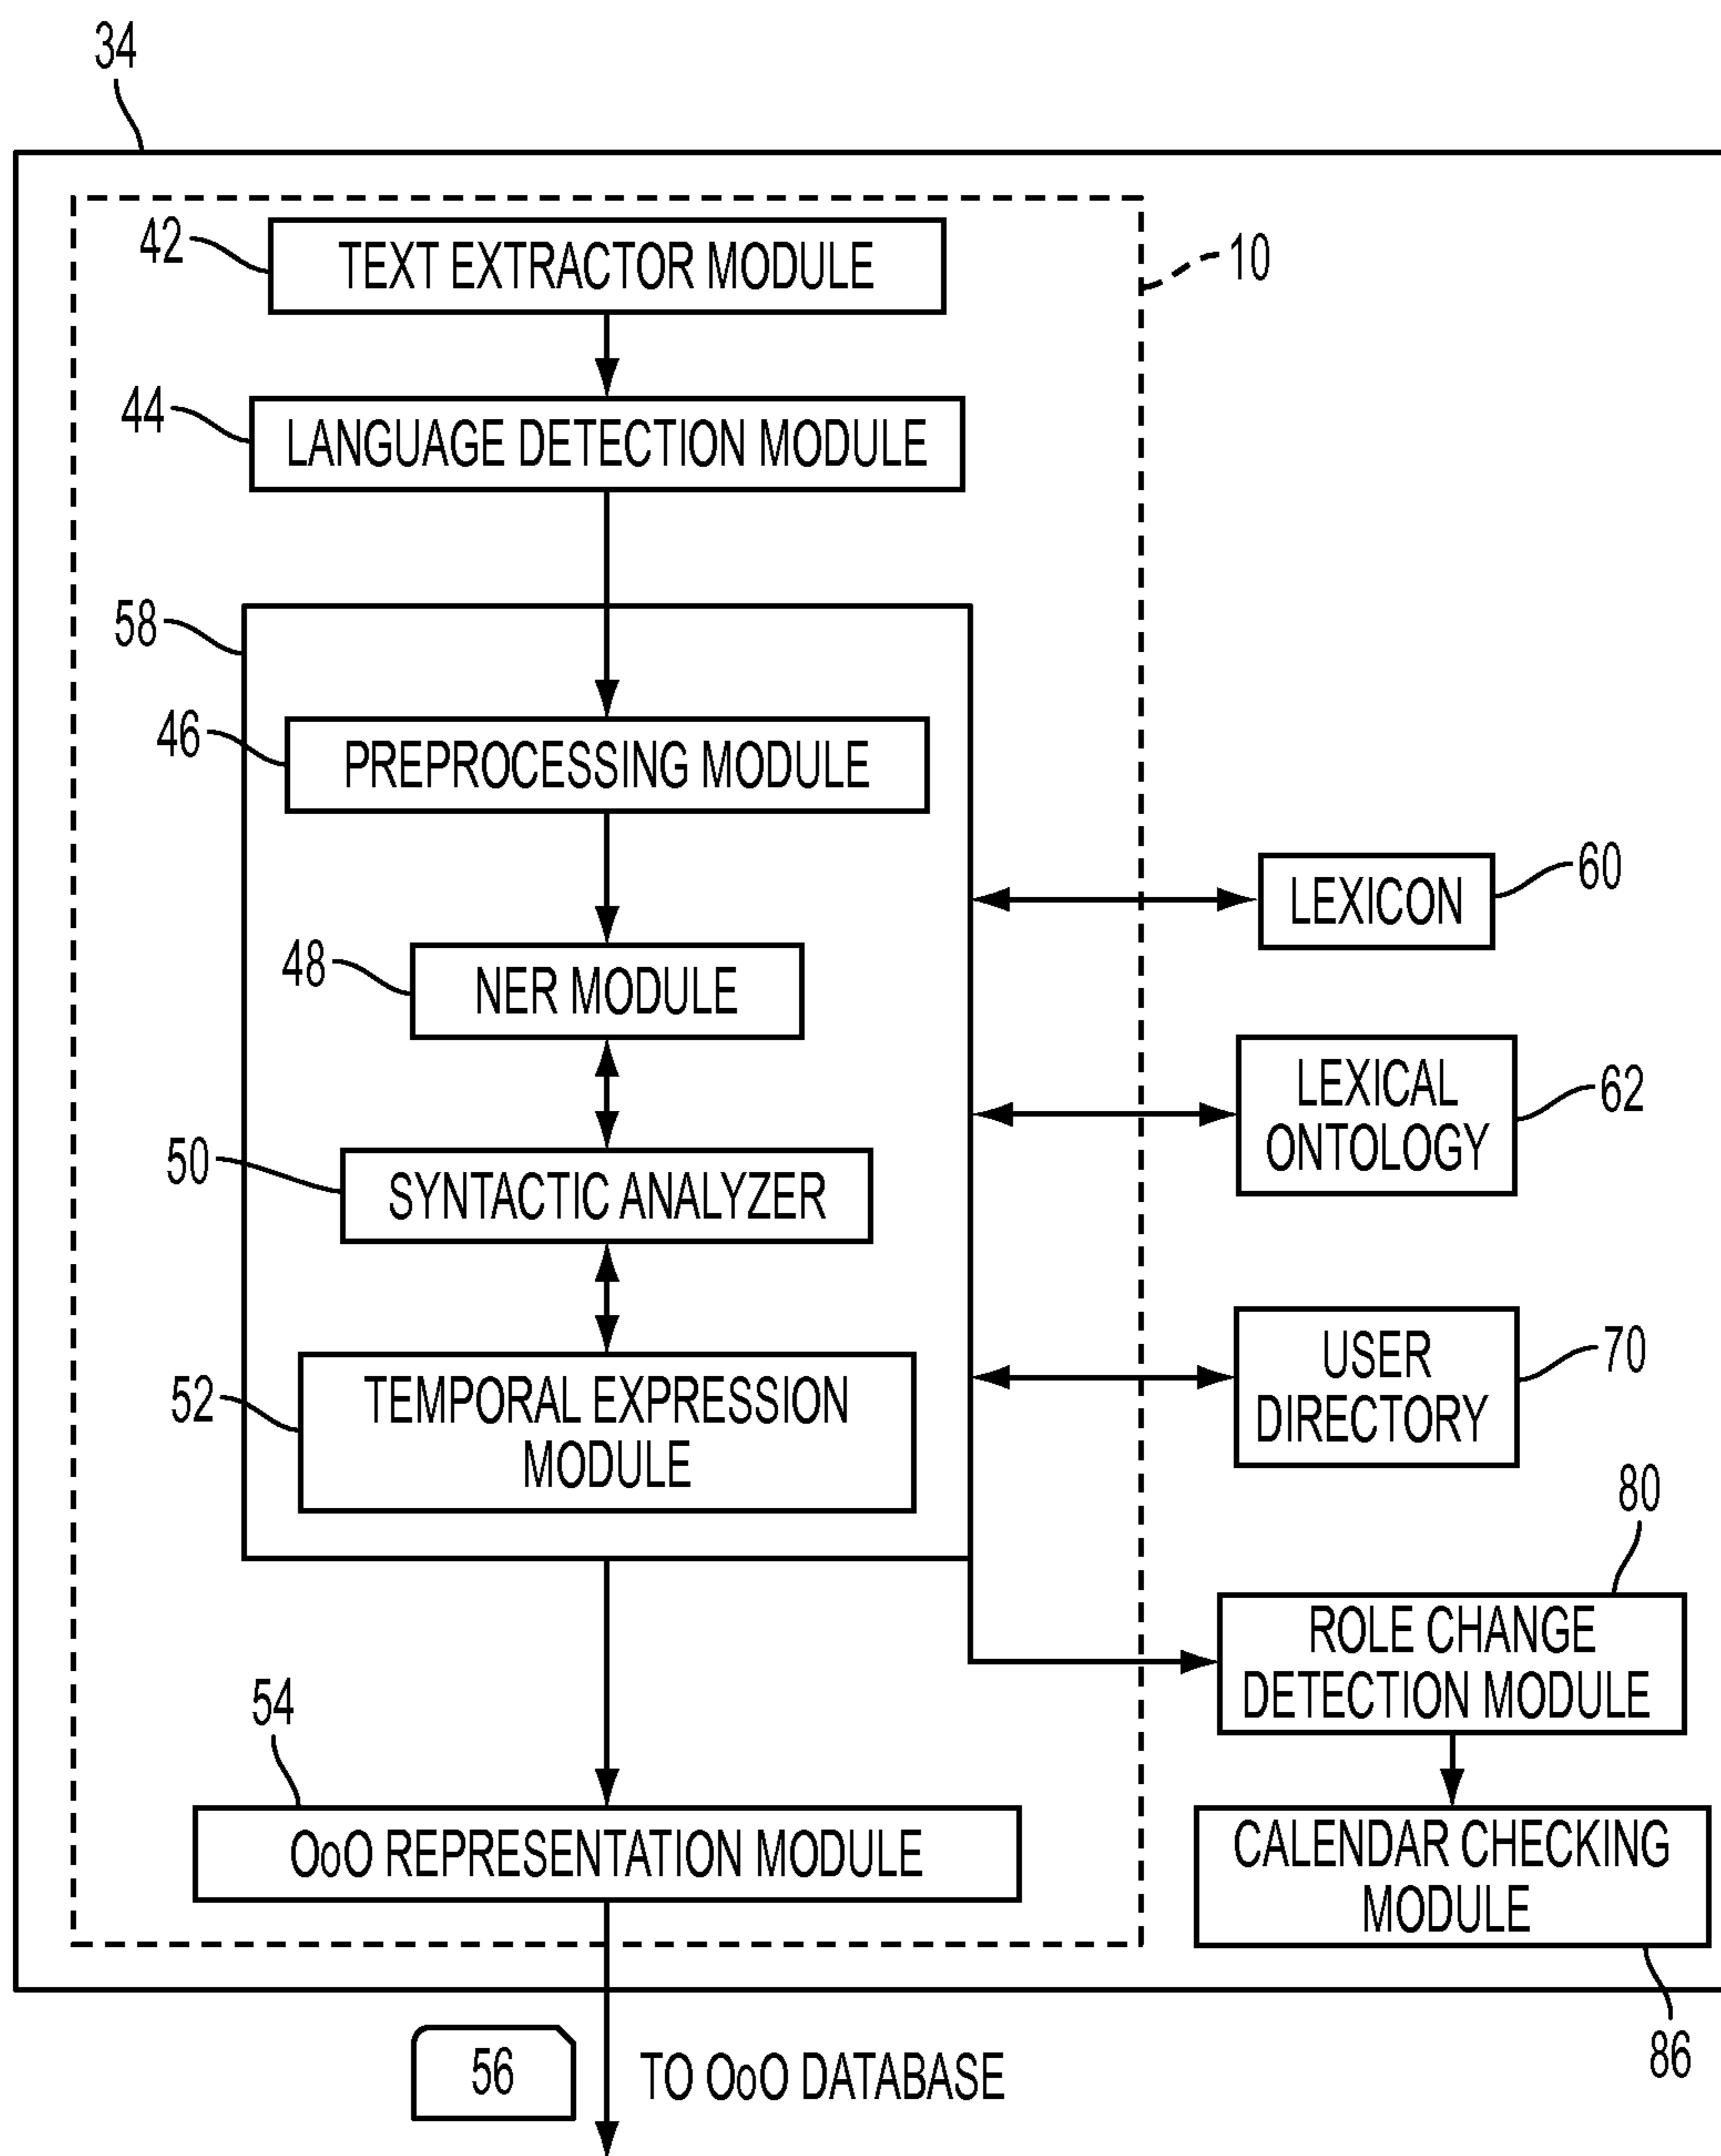 34
42
TEXT EXTRACTOR MODULE
10
44
LANGUAGE DETECTION MODULE
58
46
PREPROCESSING MODULE
LEXICON
60
48
NER MODULE
LEXICAL
ONTOLOGY
62
50
SYNTACTIC ANALYZER
USER
DIRECTORY
70
52
TEMPORAL EXPRESSION
MODULE
80
ROLE CHANGE
DETECTION MODULE
54
OoO REPRESENTATION MODULE
CALENDAR CHECKING
MODULE
86
56
TO OoO DATABASE